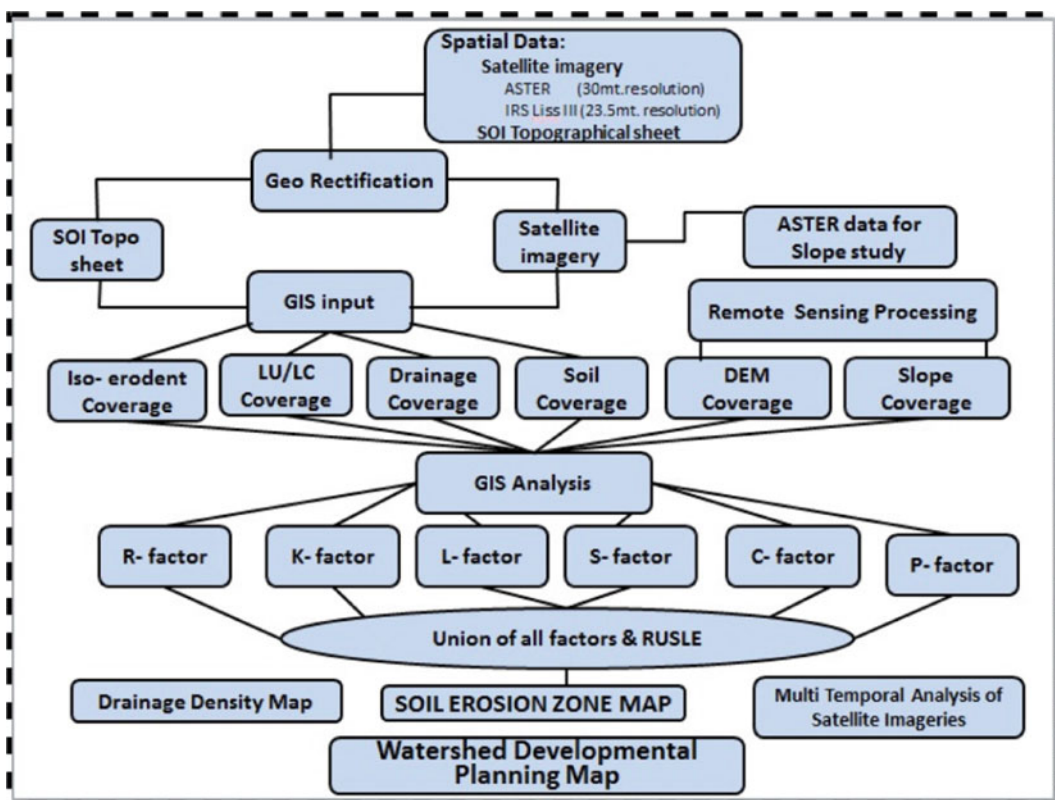 Spatial Data:
Satellite imagery
ASTER (30mt.resolution)
IRS Liss III (23.5mt. resolution)
SOI Topographical sheet
Geo Rectification
SOI Topo
sheet
Satellite
imagery
ASTER data for
Slope study
GIS input
Remote Sensing Processing
Iso- erodent
Coverage
LU/LC
Coverage
Drainage
Coverage
Soil
Coverage
DEM
Coverage
Slope
Coverage
GIS Analysis
R- factor
K- factor
L- factor
S- factor
C- factor
P- factor
Union of all factors & RUSLE
Drainage Density Map
SOIL EROSION ZONE MAP
Multi Temporal Analysis of
Satellite Imageries
Watershed Developmental
Planning Map